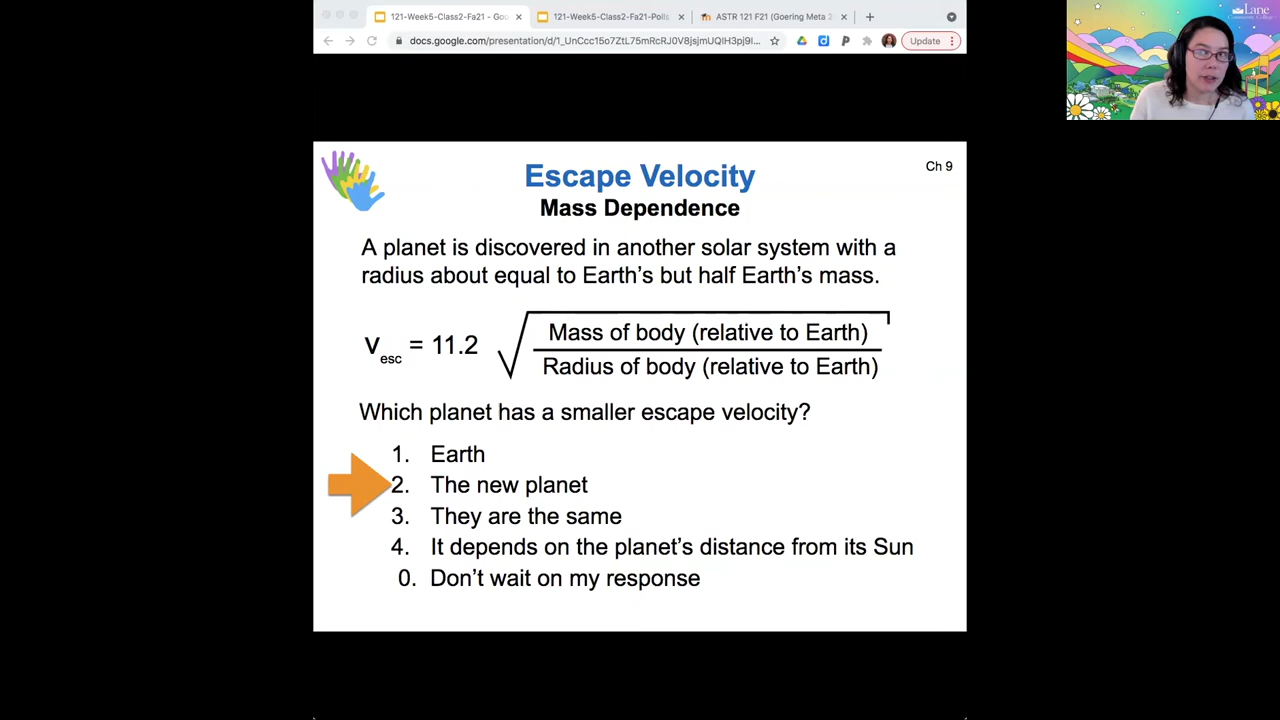 121-Week5-Class2-Fa21 - Goo
121-Week5-Class2-Fa21-Polls
ASTR 121 F21 (Goering Meta 2
docs.google.com/presentation/d/1_UnCcc15o7ZtL75mRcRJ0V8jsjmUQIH3pj9I...
Update
Lane
Community College
Ch 9
Escape Velocity
Mass Dependence
A planet is discovered in another solar system with a
radius about equal to Earth's but half Earth's mass.
v esc = 11.2 √ Mass of body (relative to Earth)
Radius of body (relative to Earth)
Which planet has a smaller escape velocity?
1. Earth
2. The new planet
3. They are the same
4. It depends on the planet's distance from its Sun
0. Don't wait on my response